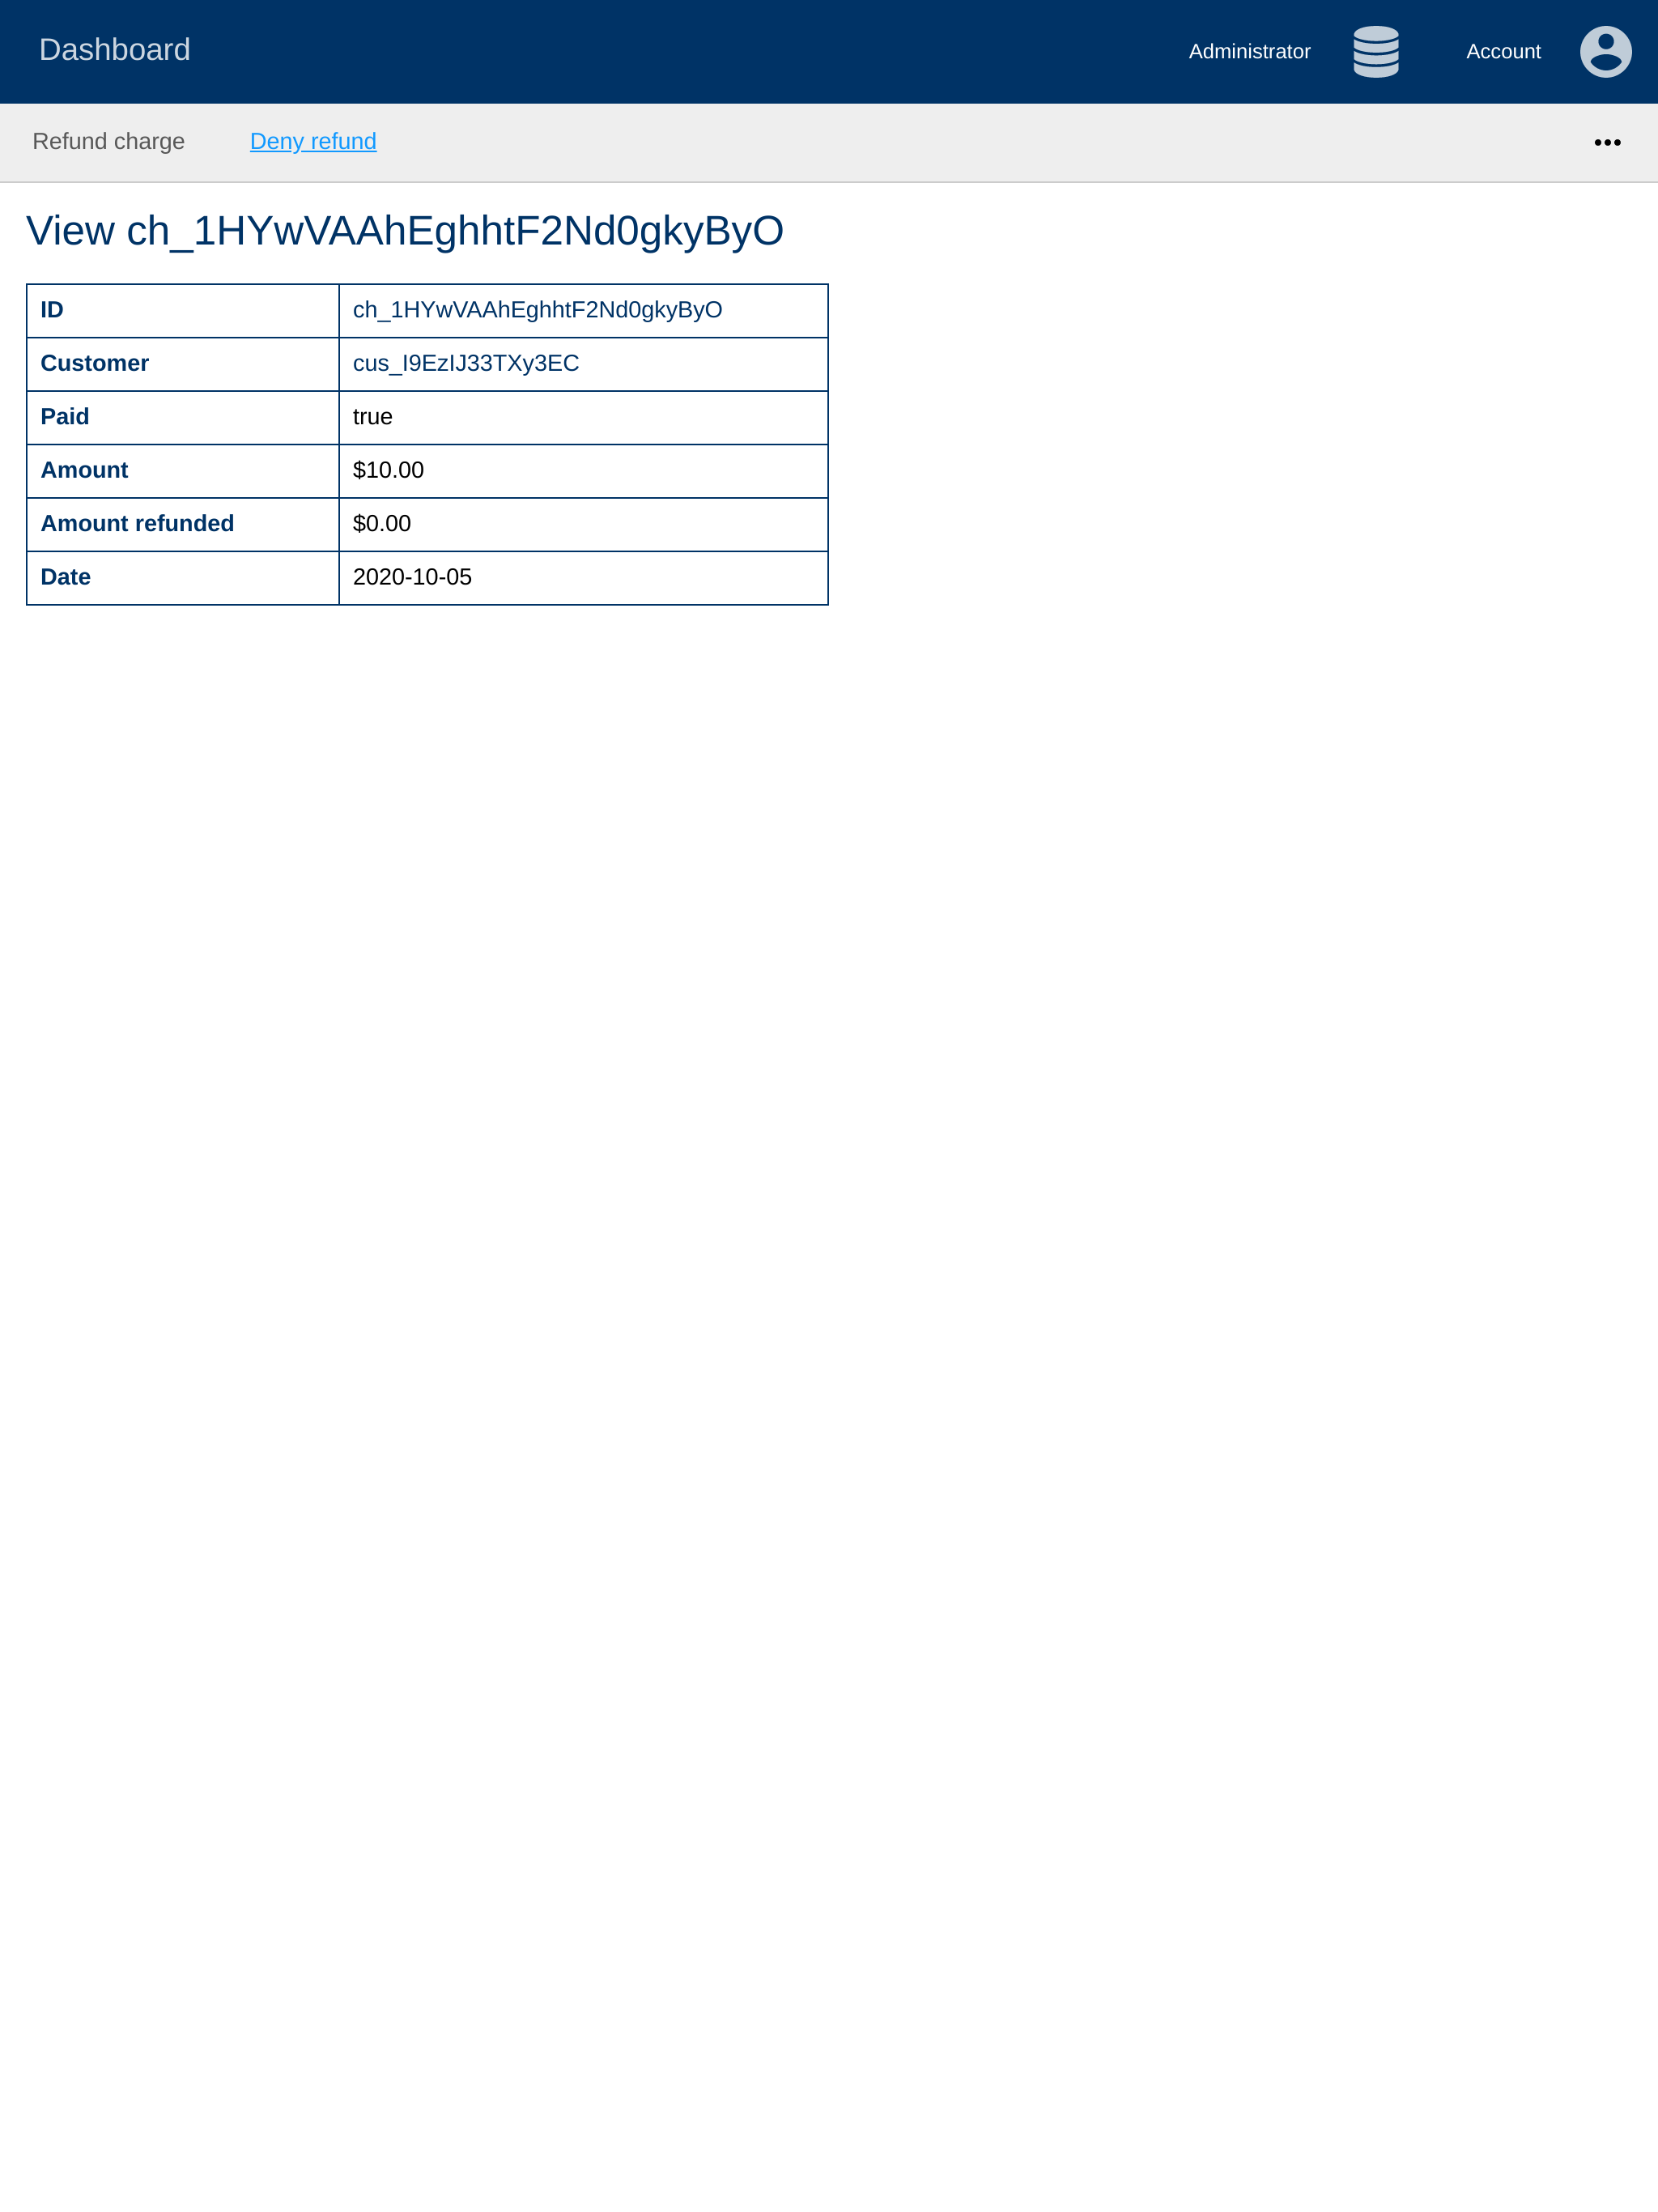 Dashboard
Administrator
Account
Refund charge
Deny refund
View ch_1HYwVAAhEghhtF2Nd0gkyByO
ID ch_1HYwVAAhEghhtF2Nd0gkyByO
Customer cus_I9EzIJ33TXy3EC
Paid true
Amount $10.00
Amount refunded $0.00
Date 2020-10-05